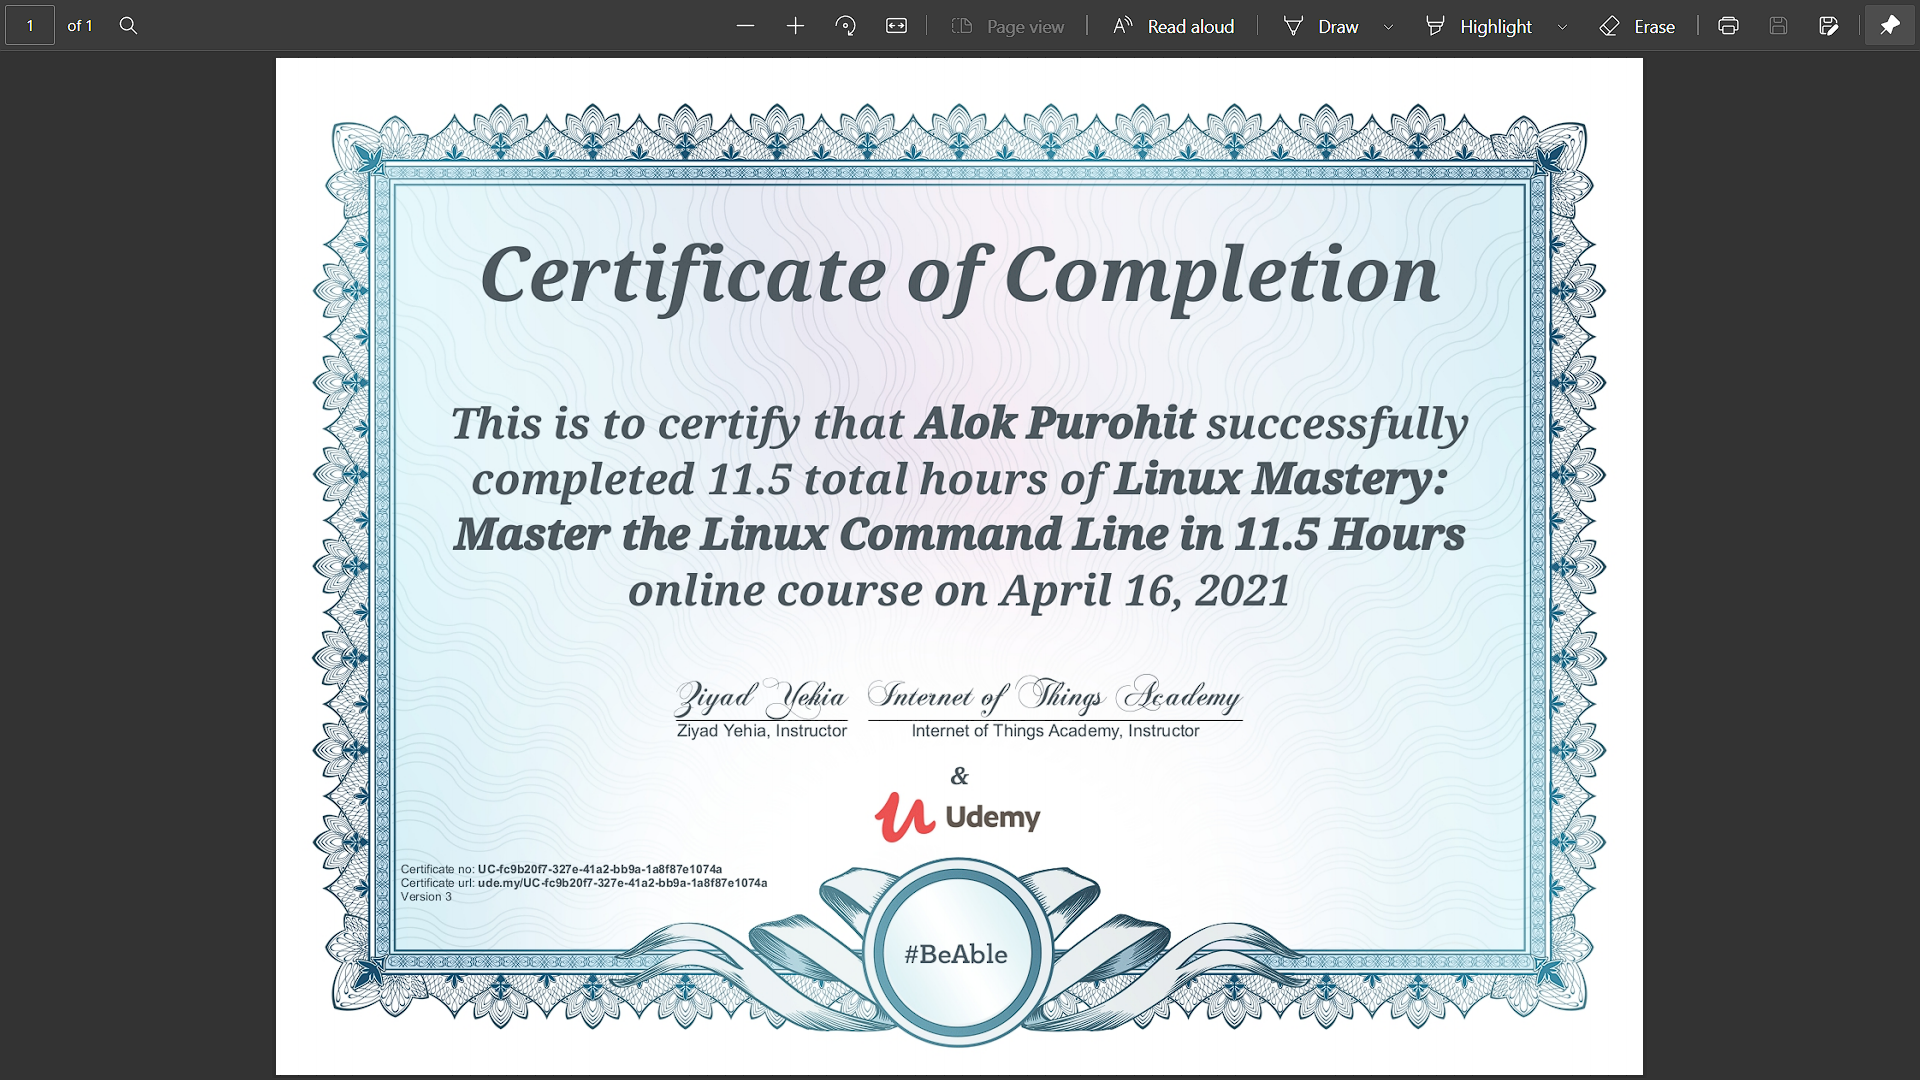 1 of 1 Page view Read aloud Draw Highlight Erase
Certificate of Completion
This is to certify that Alok Purohit successfully
completed 11.5 total hours of Linux Mastery:
Master the Linux Command Line in 11.5 Hours
online course on April 16, 2021
Ziyad Yehia Internet of Things Academy
Ziyad Yehia, Instructor Internet of Things Academy, Instructor
&
Udemy
Certificate no: UC-fc9b20f7-327e-41a2-bb9a-1a8f87e1074a
Certificate url: ude.my/UC-fc9b20f7-327e-41a2-bb9a-1a8f87e1074a
Version 3
#BeAble